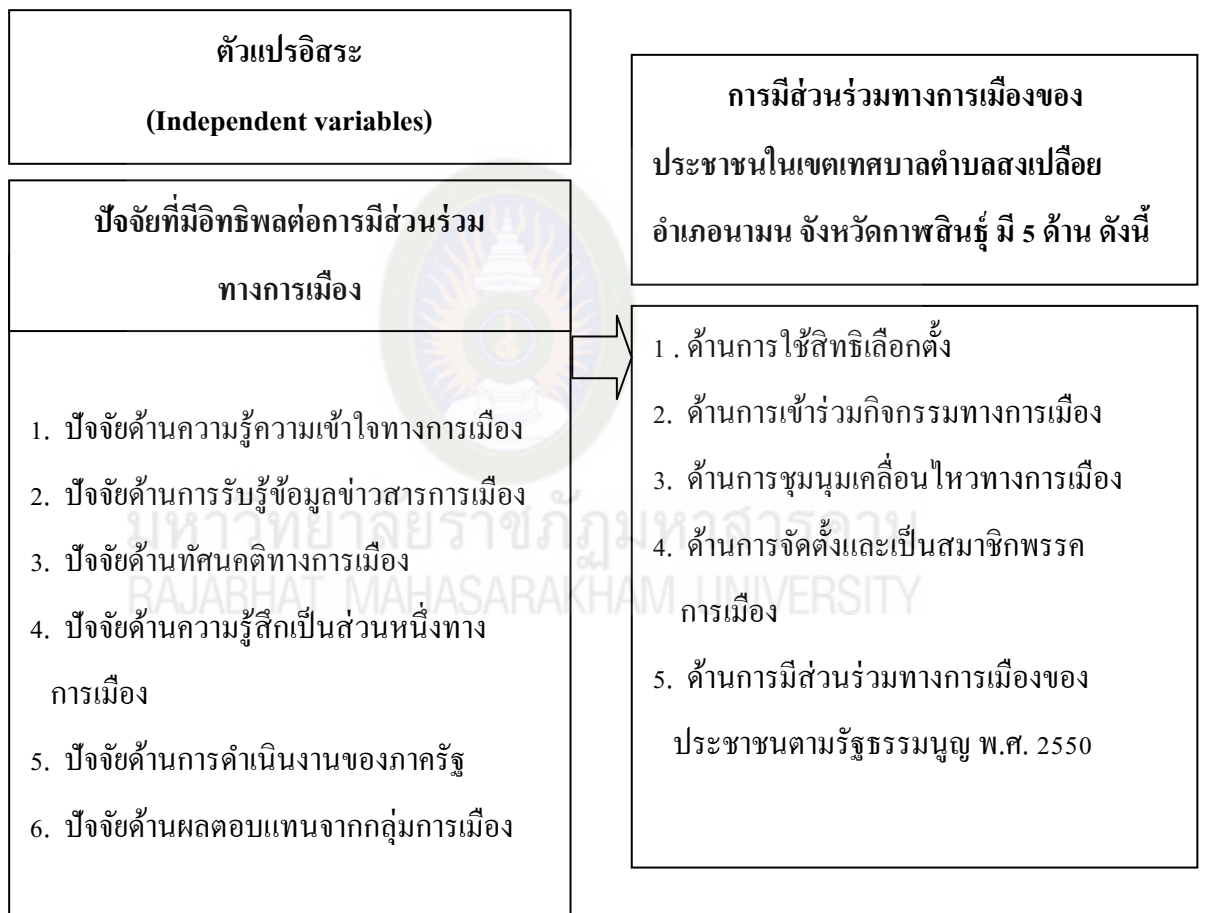 ตัวแปรอิสระ
(Independent variables)
ปัจจัยที่มีอิทธิพลต่อการมีส่วนร่วม
ทางการเมือง
1. ปัจจัยด้านความรู้ความเข้าใจทางการเมือง
2. ปัจจัยด้านการรับรู้ข้อมูลข่าวสารการเมือง
3. ปัจจัยด้านทัศนคติทางการเมือง
4. ปัจจัยด้านความรู้สึกเป็นส่วนหนึ่งทาง
การเมือง
5. ปัจจัยด้านการดำเนินงานของภาครัฐ
6. ปัจจัยด้านผลตอบแทนจากกลุ่มการเมือง
การมีส่วนร่วมทางการเมืองของ
ประชาชนในเขตเทศบาลตำบลสงเปลือย
อำเภอนามน จังหวัดกาฬสินธุ์ มี 5 ด้าน ดังนี้
1 . ด้านการใช้สิทธิเลือกตั้ง
2. ด้านการเข้าร่วมกิจกรรมทางการเมือง
3. ด้านการชุมนุมเคลื่อนไหวทางการเมือง
4. ด้านการจัดตั้งและเป็นสมาชิกพรรค
การเมือง
5. ด้านการมีส่วนร่วมทางการเมืองของ
ประชาชนตามรัฐธรรมนูญ พ.ศ. 2550
มหาวิทยาลัยราชภัฏมหาสารคาม
RAJABHAT MAHASARAKHAM UNIVERSITY